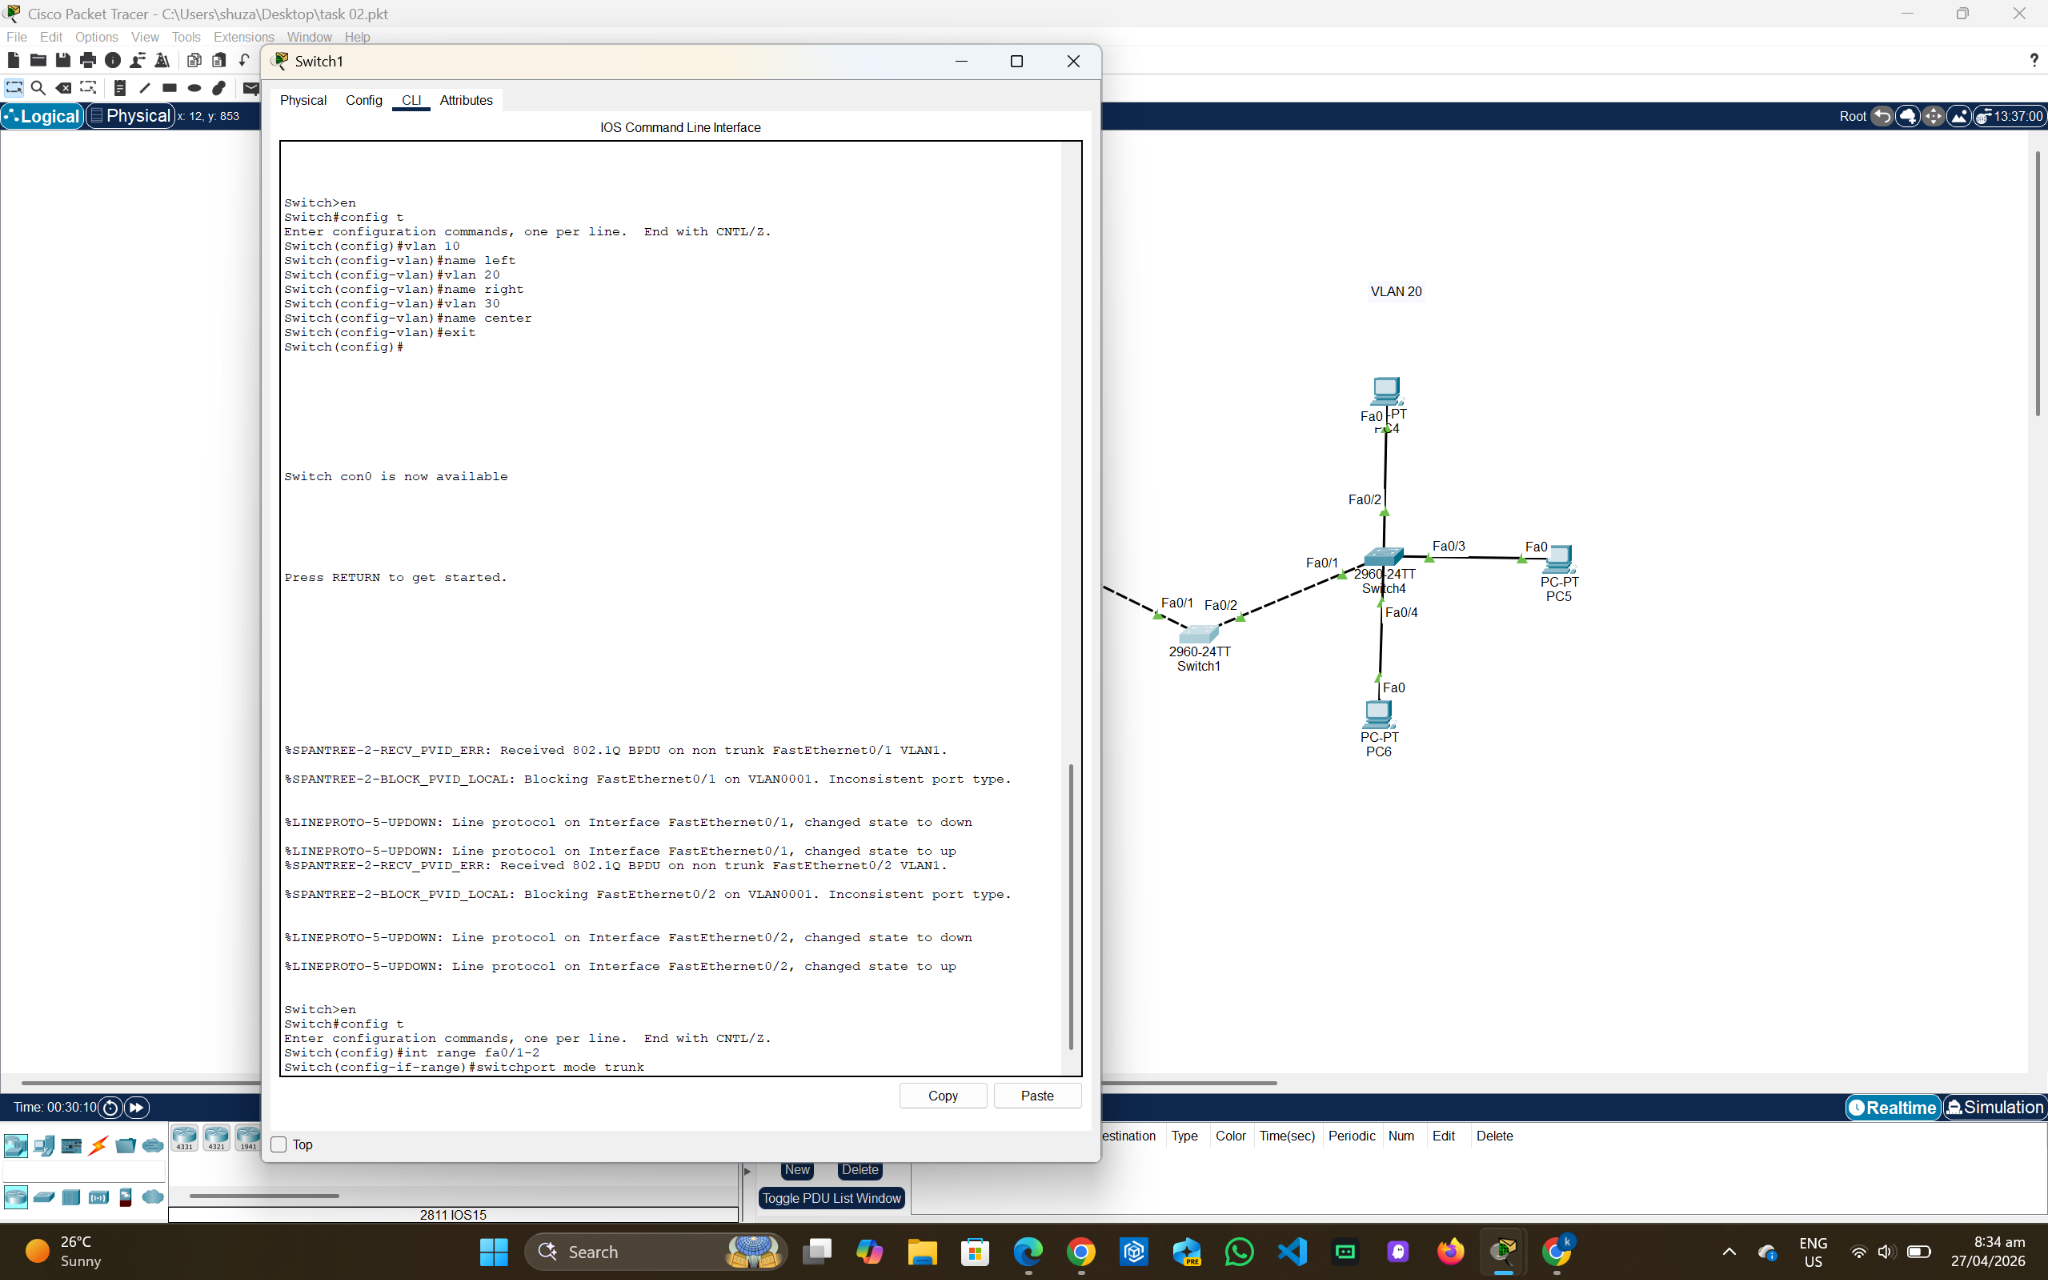 Cisco Packet Tracer - C:\Users\shuza\Desktop\task 02.pkt
File Edit Options View Tools Extensions Window Help
Logical Physical x: 12, y: 853
Root 13:37:00
Switch1
Physical Config CLI Attributes
IOS Command Line Interface
Switch>en
Switch#config t
Enter configuration commands, one per line. End with CNTL/Z.
Switch(config)#vlan 10
Switch(config-vlan)#name left
Switch(config-vlan)#vlan 20
Switch(config-vlan)#name right
Switch(config-vlan)#vlan 30
Switch(config-vlan)#name center
Switch(config-vlan)#exit
Switch(config)#
Switch con0 is now available
Press RETURN to get started.
%SPANTREE-2-RECV_PVID_ERR: Received 802.1Q BPDU on non trunk FastEthernet0/1 VLAN1.
%SPANTREE-2-BLOCK_PVID_LOCAL: Blocking FastEthernet0/1 on VLAN0001. Inconsistent port type.
%LINEPROTO-5-UPDOWN: Line protocol on Interface FastEthernet0/1, changed state to down
%LINEPROTO-5-UPDOWN: Line protocol on Interface FastEthernet0/1, changed state to up
%SPANTREE-2-RECV_PVID_ERR: Received 802.1Q BPDU on non trunk FastEthernet0/2 VLAN1.
%SPANTREE-2-BLOCK_PVID_LOCAL: Blocking FastEthernet0/2 on VLAN0001. Inconsistent port type.
%LINEPROTO-5-UPDOWN: Line protocol on Interface FastEthernet0/2, changed state to down
%LINEPROTO-5-UPDOWN: Line protocol on Interface FastEthernet0/2, changed state to up
Switch>en
Switch#config t
Enter configuration commands, one per line. End with CNTL/Z.
Switch(config)#int range fa0/1-2
Switch(config-if-range)#switchport mode trunk
Copy Paste
Top
VLAN 20
Fa0 -PT
PC4
Fa0/2
Fa0/3 Fa0
Fa0/1
2960-24TT
Switch4
PC-PT
PC5
Fa0/4
Fa0/1 Fa0/2
2960-24TT
Switch1
Fa0
PC-PT
PC6
Time: 00:30:10
Realtime Simulation
4331 4321 1941
estination Type Color Time(sec) Periodic Num Edit Delete
New Delete
Toggle PDU List Window
2811 IOS15
26°C
Sunny
Search
PRE
k
ENG
US
8:34 am
27/04/2026